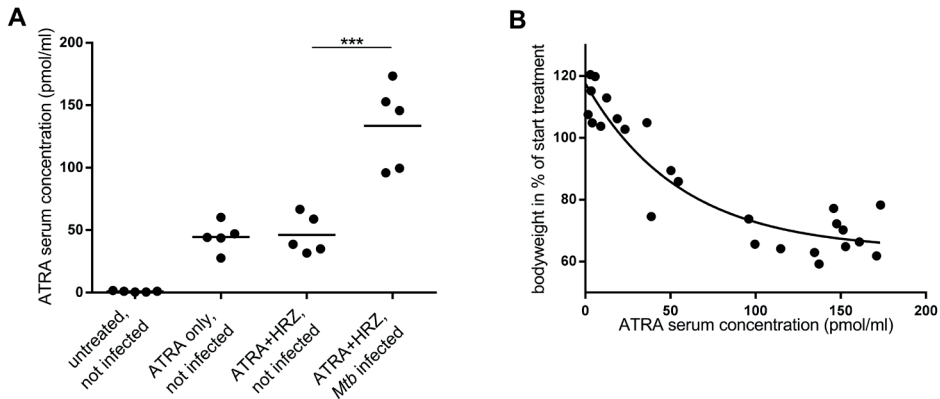 A
ATRA serum concentration (pmol/ml)
200
150
100
50
0
***
untreated,
not infected
ATRA only,
not infected
ATRA+HRZ,
not infected
ATRA+HRZ,
Mtb infected
B
bodyweight in % of start treatment
120
100
80
60
0
50
100
150
200
ATRA serum concentration (pmol/ml)